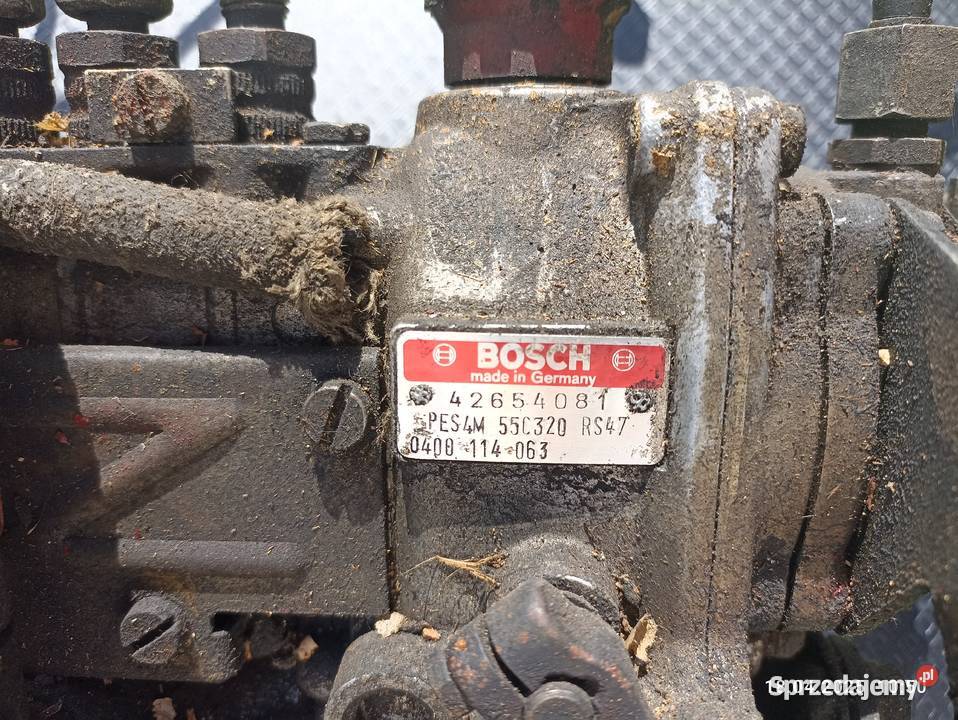 BOSCH
made in Germany
42654081
PES4M 55C320 RS47
0400 114 063
Sprzedajemy.pl